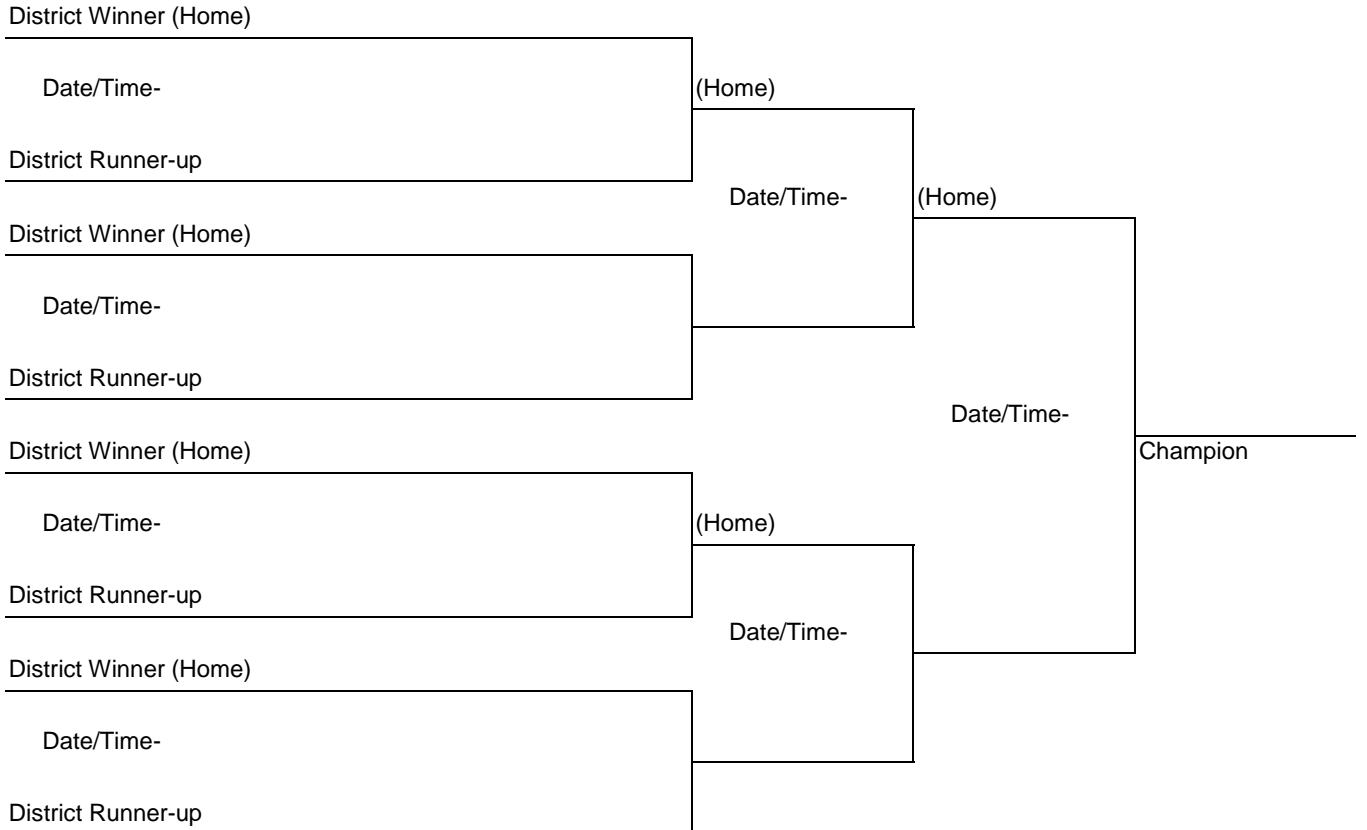 District Winner (Home)
Date/Time-
(Home)
District Runner-up
Date/Time-
(Home)
District Winner (Home)
Date/Time-
District Runner-up
Date/Time-
District Winner (Home)
Champion
Date/Time-
(Home)
District Runner-up
Date/Time-
District Winner (Home)
Date/Time-
District Runner-up